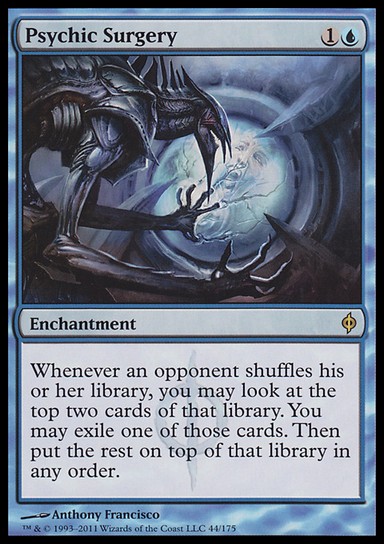 Psychic Surgery 1
Enchantment
Whenever an opponent shuffles his
or her library, you may look at the
top two cards of that library. You
may exile one of those cards. Then
put the rest on top of that library in
any order.
Anthony Francisco
™ & © 1993–2011 Wizards of the Coast LLC 44/175